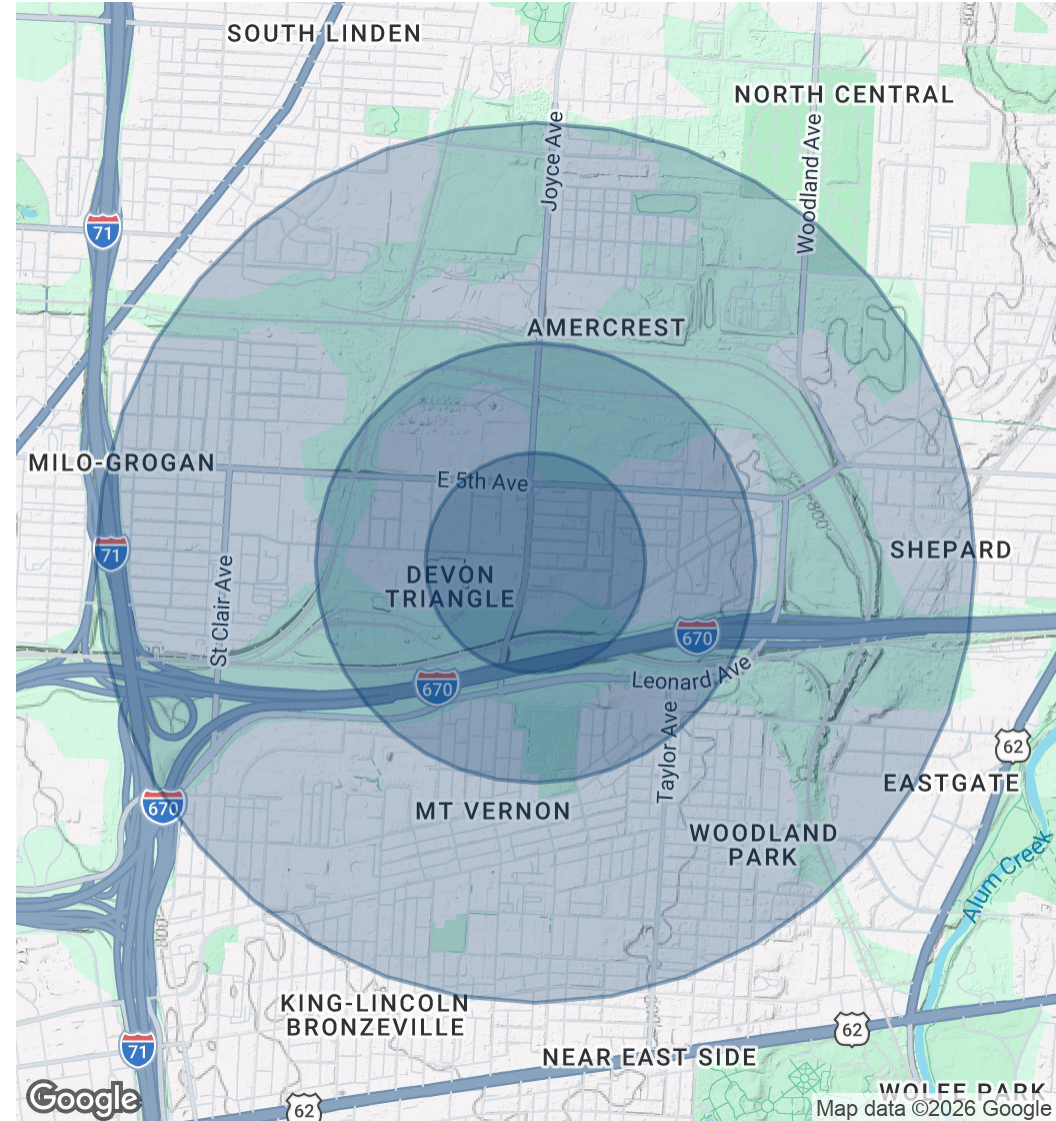 SOUTH LINDEN
NORTH CENTRAL
Joyce Ave
Woodland Ave
71
AMERCREST
MILO-GROGAN
E 5th Ave
800'
71
SHEPARD
DEVON
TRIANGLE
St Clair Ave
670
670
Leonard Ave
Taylor Ave
62
EASTGATE
670
MT VERNON
WOODLAND
PARK
Alum Creek
KING-LINCOLN
BRONZEVILLE
62
71
NEAR EAST SIDE
WOLFE PARK
Google
62
Map data ©2026 Google